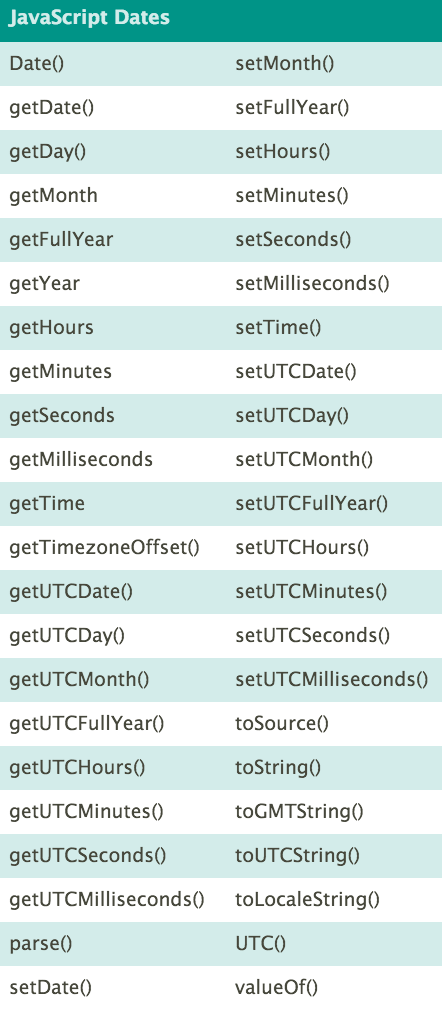 JavaScript Dates
Date() setMonth()
getDate() setFullYear()
getDay() setHours()
getMonth setMinutes()
getFullYear setSeconds()
getYear setMilliseconds()
getHours setTime()
getMinutes setUTCDate()
getSeconds setUTCDay()
getMilliseconds setUTCMonth()
getTime setUTCFullYear()
getTimezoneOffset() setUTCHours()
getUTCDate() setUTCMinutes()
getUTCDay() setUTCSeconds()
getUTCMonth() setUTCMilliseconds()
getUTCFullYear() toSource()
getUTCHours() toString()
getUTCMinutes() toGMTString()
getUTCSeconds() toUTCString()
getUTCMilliseconds() toLocaleString()
parse() UTC()
setDate() valueOf()